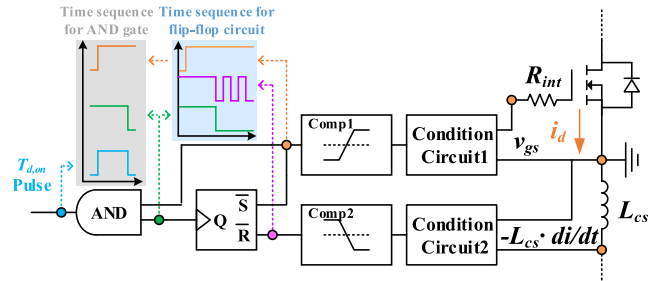 Time sequence for AND gate
Time sequence for flip-flop circuit
R_int
Comp1
Condition Circuit1
v_gs
i_d
T_d,on Pulse
AND
Q
S̅
R̅
Comp2
Condition Circuit2
-L_cs· di/dt
L_cs